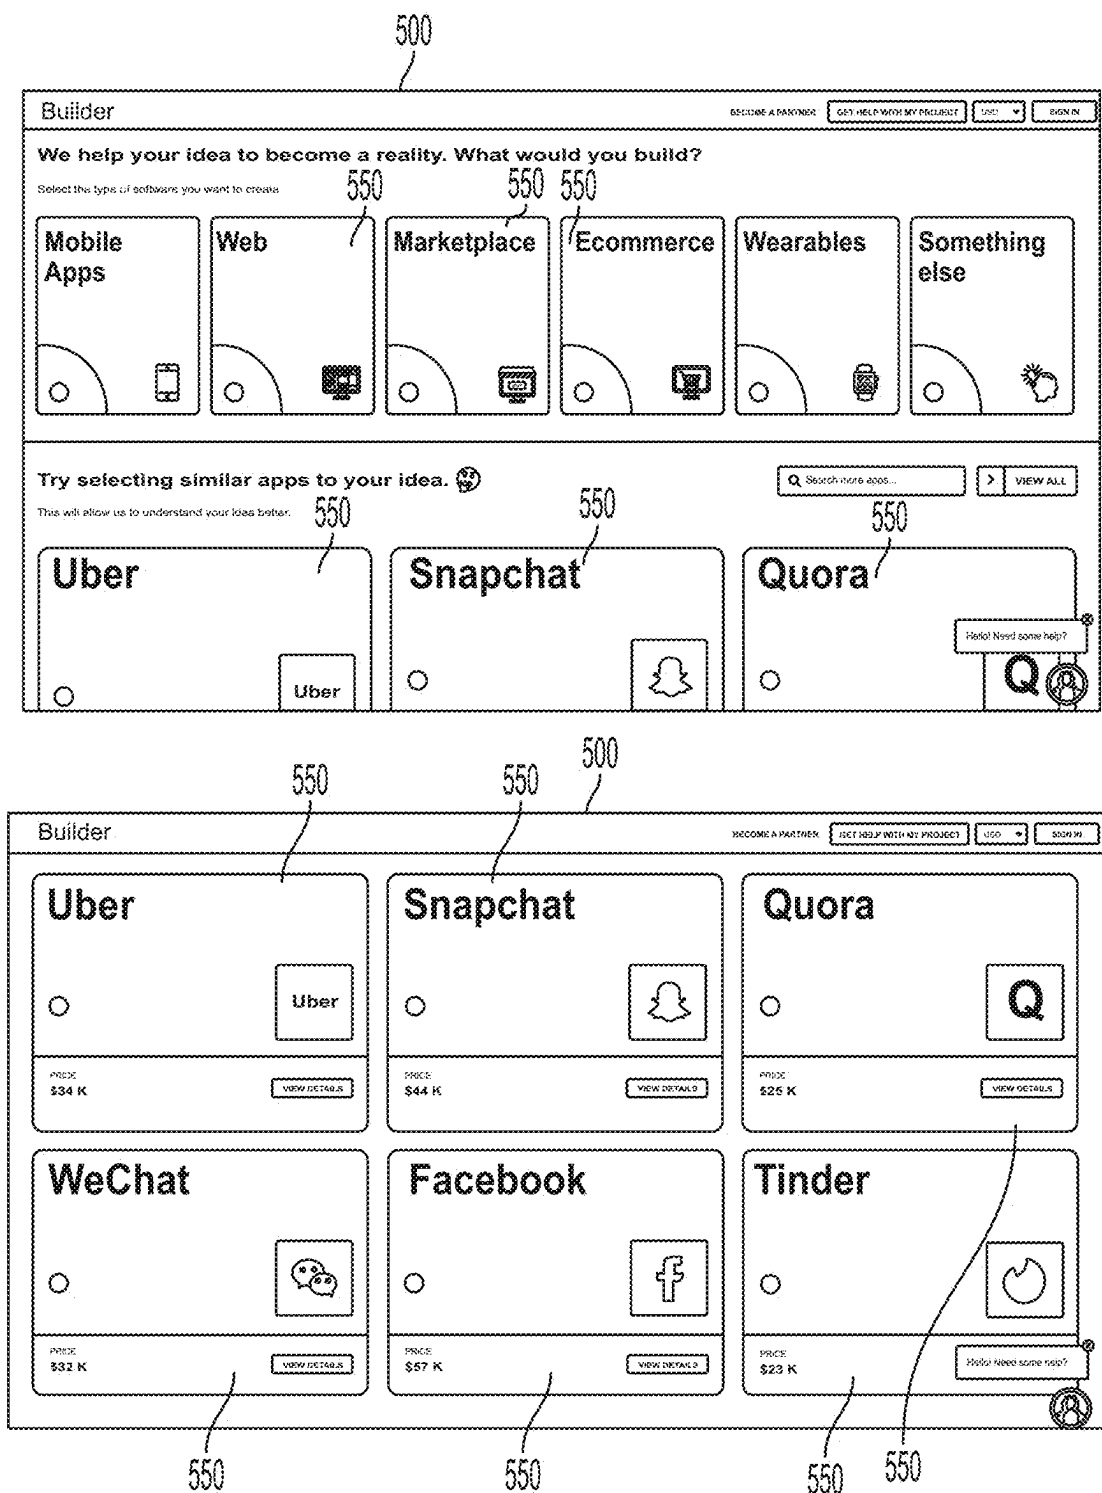 500
Builder
BECOME A PARTNER GET HELP WITH MY PROJECT USD SIGN IN
We help your idea to become a reality. What would you build?
Select the type of software you want to create
550 550 550
Mobile Apps
Web
Marketplace
Ecommerce
Wearables
Something else
Try selecting similar apps to your idea.
Search more apps... VIEW ALL
This will allow us to understand your idea better.
550 550 550
Uber
Snapchat
Quora
Hello! Need some help?
Uber
Q
500
550 550
Builder
BECOME A PARTNER GET HELP WITH MY PROJECT USD SIGN IN
Uber
Snapchat
Quora
Uber
Q
PRICE
$34 K VIEW DETAILS
PRICE
$44 K VIEW DETAILS
PRICE
$25 K VIEW DETAILS
WeChat
Facebook
Tinder
f
PRICE
$32 K VIEW DETAILS
PRICE
$57 K VIEW DETAILS
PRICE
$23 K
Hello! Need some help?
550 550 550 550